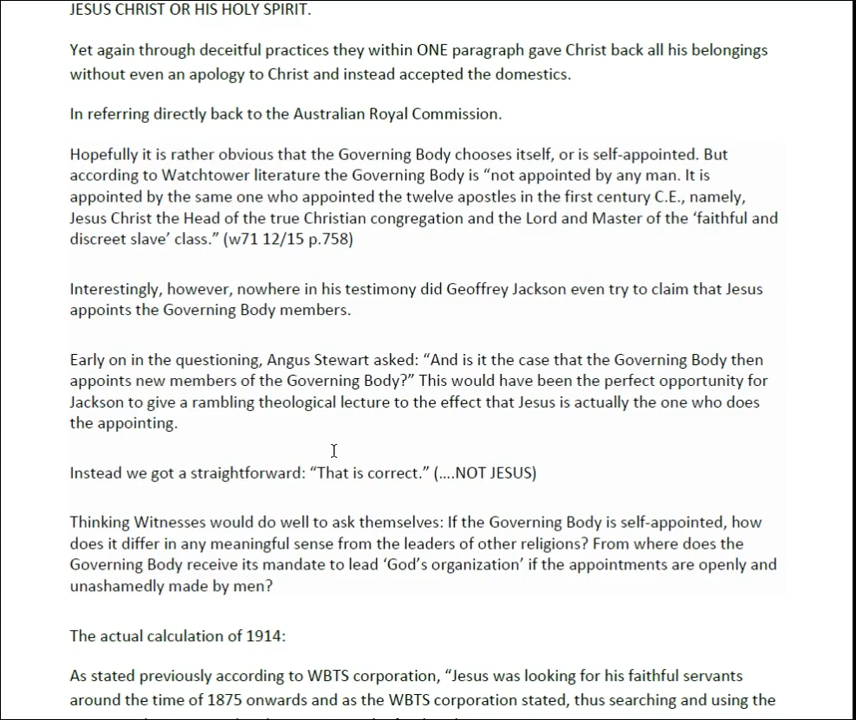 JESUS CHRIST OR HIS HOLY SPIRIT.
Yet again through deceitful practices they within ONE paragraph gave Christ back all his belongings
without even an apology to Christ and instead accepted the domestics.
In referring directly back to the Australian Royal Commission.
Hopefully it is rather obvious that the Governing Body chooses itself, or is self-appointed. But
according to Watchtower literature the Governing Body is “not appointed by any man. It is
appointed by the same one who appointed the twelve apostles in the first century C.E., namely,
Jesus Christ the Head of the true Christian congregation and the Lord and Master of the ‘faithful and
discreet slave’ class.” (w71 12/15 p.758)
Interestingly, however, nowhere in his testimony did Geoffrey Jackson even try to claim that Jesus
appoints the Governing Body members.
Early on in the questioning, Angus Stewart asked: “And is it the case that the Governing Body then
appoints new members of the Governing Body?” This would have been the perfect opportunity for
Jackson to give a rambling theological lecture to the effect that Jesus is actually the one who does
the appointing.
Instead we got a straightforward: “That is correct.” (....NOT JESUS)
Thinking Witnesses would do well to ask themselves: If the Governing Body is self-appointed, how
does it differ in any meaningful sense from the leaders of other religions? From where does the
Governing Body receive its mandate to lead ‘God’s organization’ if the appointments are openly and
unashamedly made by men?
The actual calculation of 1914:
As stated previously according to WBTS corporation, “Jesus was looking for his faithful servants
around the time of 1875 onwards and as the WBTS corporation stated, thus searching and using the